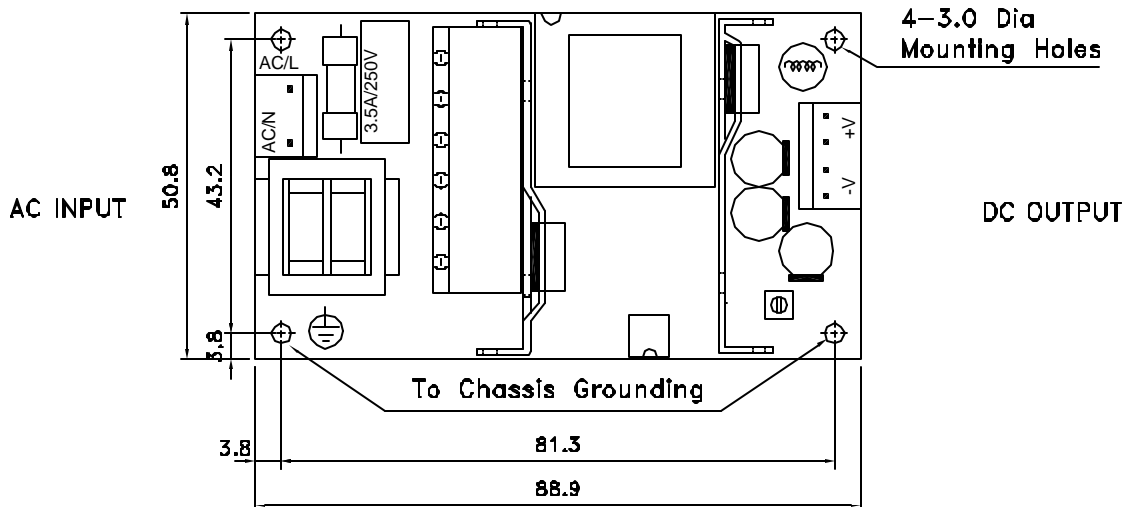 4-3.0 Dia
Mounting Holes
AC/L
AC/N
3.5A/250V
+V
-V
50.8
43.2
3.8
AC INPUT
DC OUTPUT
To Chassis Grounding
3.8
81.3
88.9